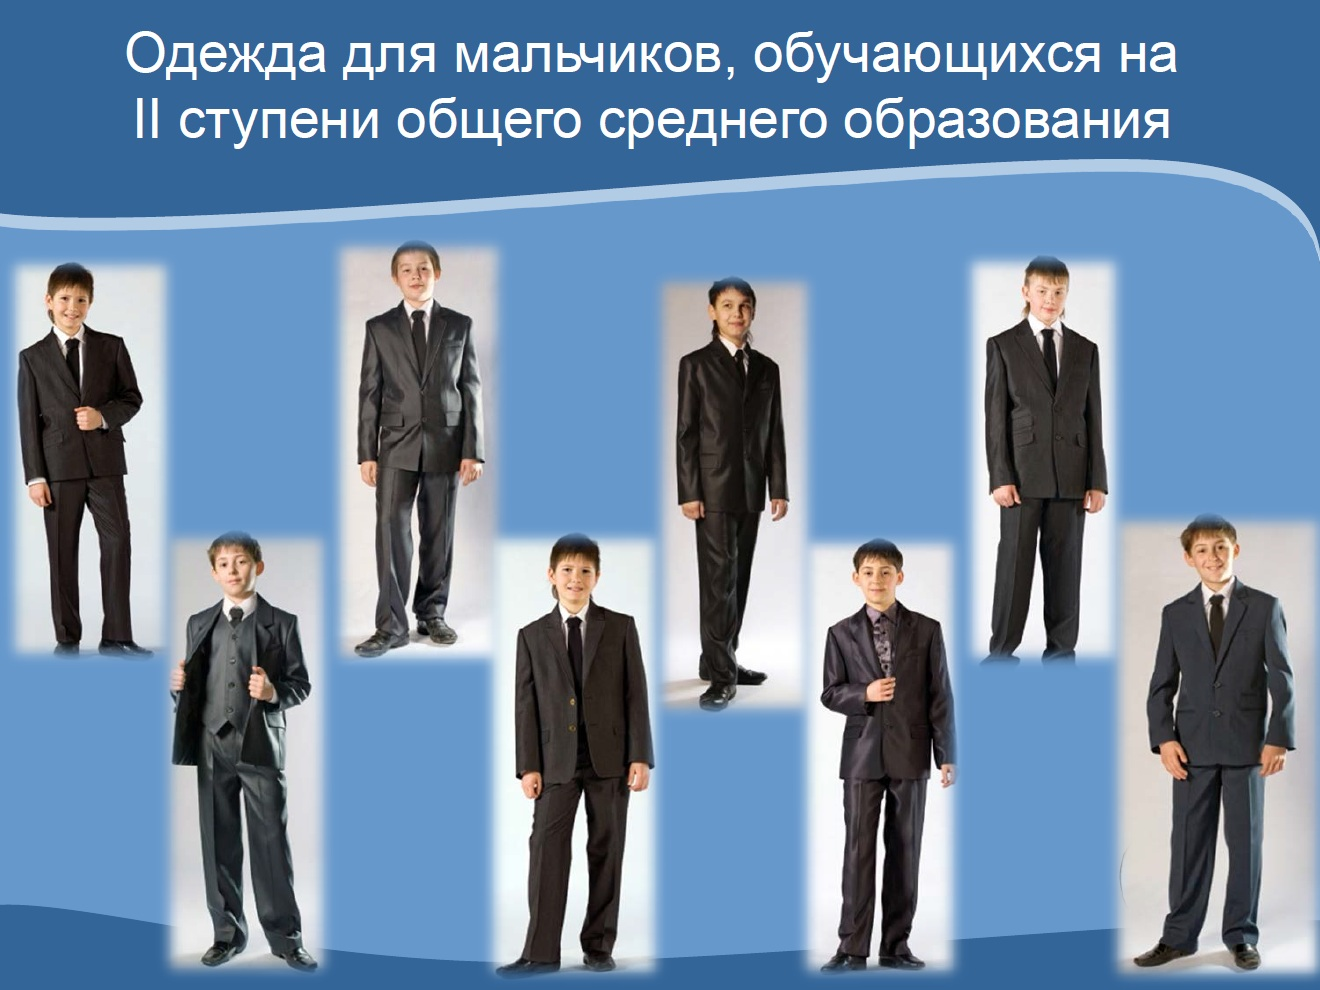 Одежда для мальчиков, обучающихся на
II ступени общего среднего образования